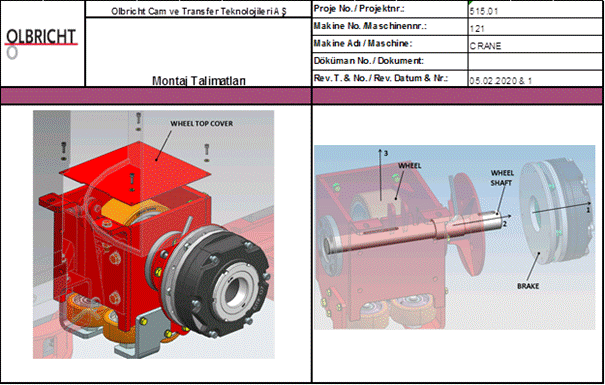 OLBRICHT
Olbricht Cam ve Transfer Teknolojileri A Ş
Montaj Talimatları
Proje No. / Projektnr.: 515.01
Makine No. /Maschinennr.: 121
Makine Adı / Maschine: CRANE
Döküman No. / Dokument:
Rev. T. & No. / Rev. Datum & Nr.: 05.02.2020 & 1
WHEEL TOP COVER
3
WHEEL
WHEEL
SHAFT
1
2
BRAKE